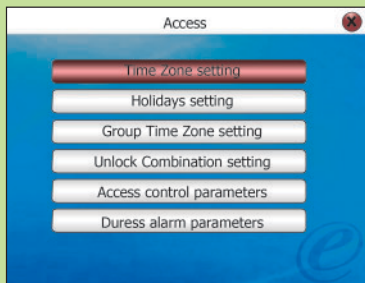 Access
Time Zone setting
Holidays setting
Group Time Zone setting
Unlock Combination setting
Access control parameters
Duress alarm parameters